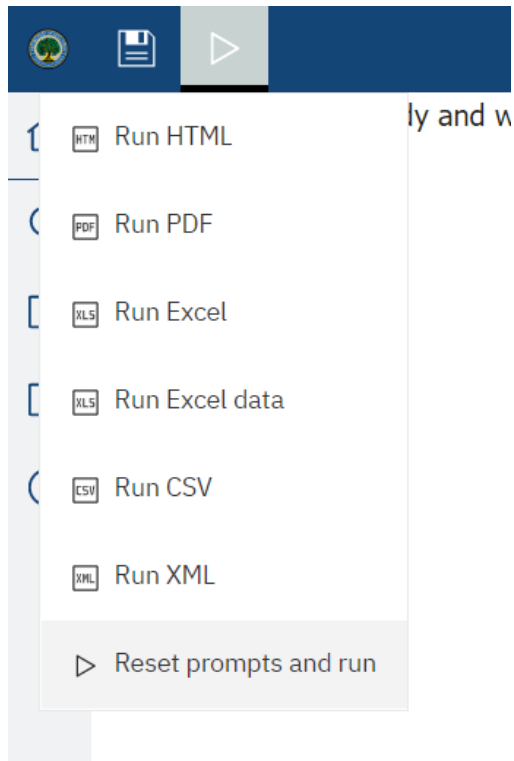 ly and w
HTM Run HTML
PDF Run PDF
XLS Run Excel
XLS Run Excel data
CSV Run CSV
XML Run XML
Reset prompts and run